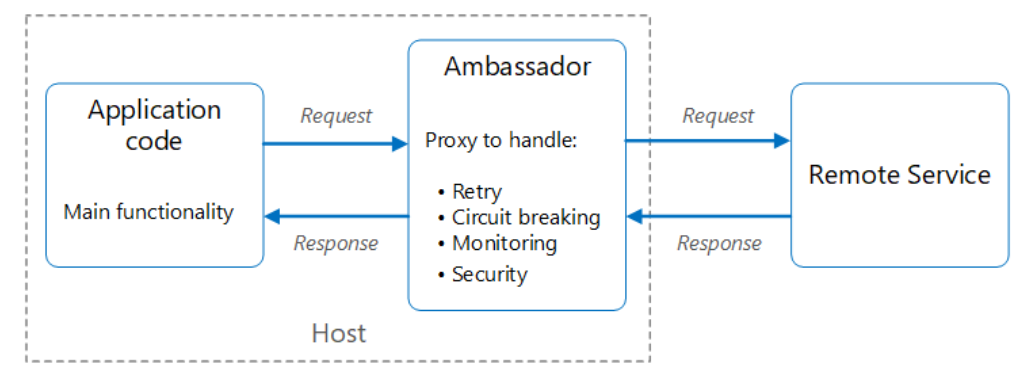 Application
code
Main functionality
Request
Response
Ambassador
Proxy to handle:
• Retry
• Circuit breaking
• Monitoring
• Security
Request
Response
Remote Service
Host